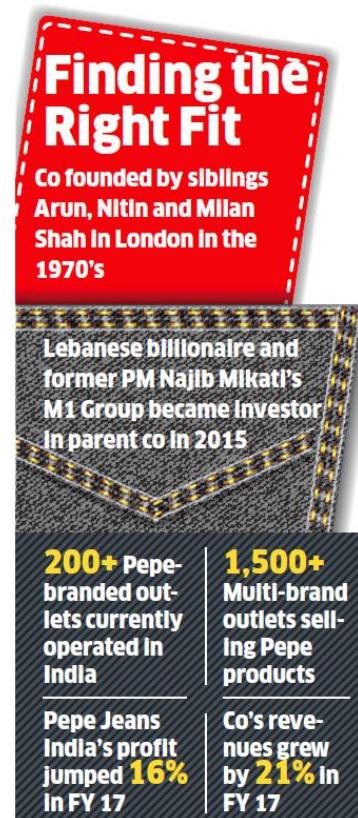 Finding the
Right Fit
Co founded by siblings
Arun, Nitin and Milan
Shah in London in the
1970's
Lebanese billionaire and
former PM Najib Mikati's
M1 Group became investor
in parent co in 2015
200+ Pepe-
branded out-
lets currently
operated in
India
1,500+
Multi-brand
outlets sell-
ing Pepe
products
Pepe Jeans
India's profit
jumped 16%
in FY 17
Co's reve-
nues grew
by 21% in
FY 17